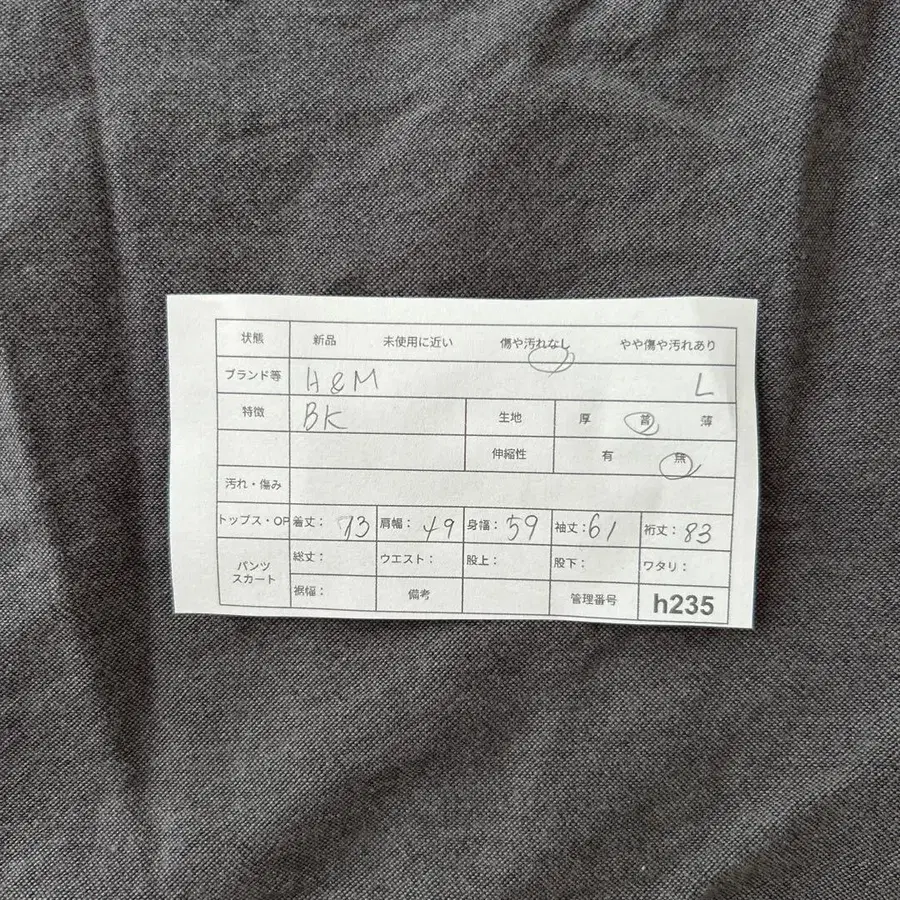 状態 新品 未使用に近い 傷や汚れなし やや傷や汚れあり
ブランド等 H&M L
特徴 BK 生地 厚 普 薄
伸縮性 有 無
汚れ・傷み
トップス・OP 着丈： 73 肩幅： 49 身幅： 59 袖丈： 61 裄丈： 83
パンツ スカート 総丈： ウエスト： 股上： 股下： ワタリ：
裾幅： 備考 管理番号 h235